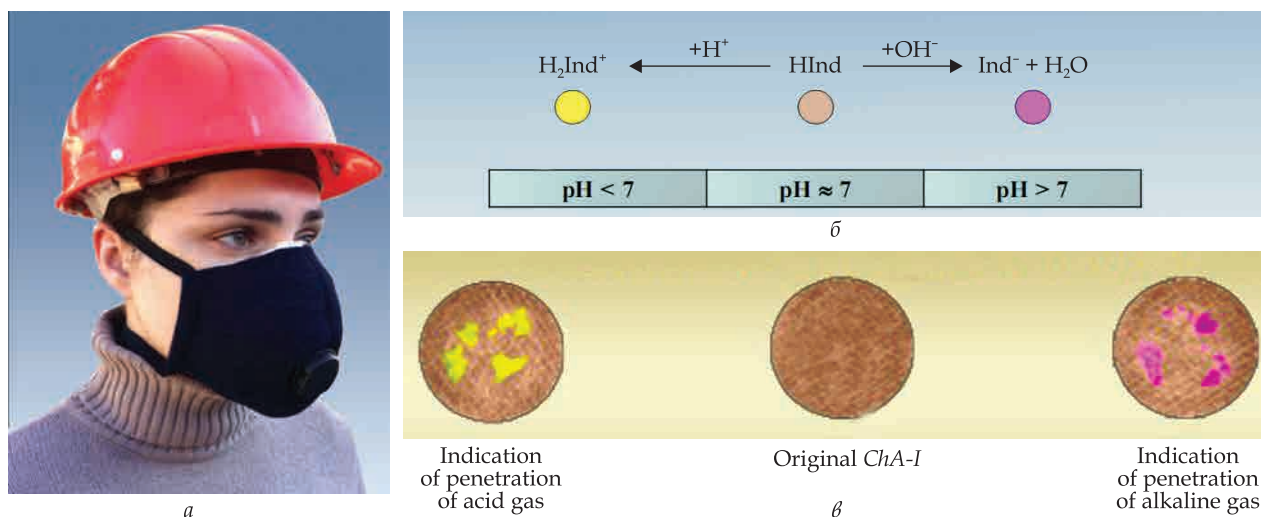 +H⁺
+OH⁻
H₂Ind⁺
HInd
Ind⁻ + H₂O
pH < 7
pH ≈ 7
pH > 7
б
Indication
of penetration
of acid gas
Original ChA-I
Indication
of penetration
of alkaline gas
а
в